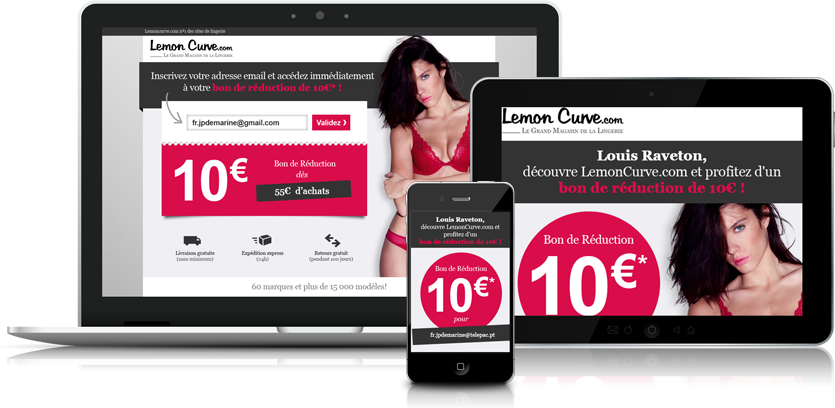 Lemoncurve.com n°1 des sites de lingerie
Lemon Curve.com
Le Grand Magasin de la Lingerie
Inscrivez votre adresse email et accédez immédiatement
à votre bon de réduction de 10€* !
fr.jpdemarine@gmail.com
Validez ❯
10€
Bon de Réduction
dès
55€ d'achats
Livraison gratuite
(sans minimum)
Expédition express
(24h)
Retours gratuit
(pendant 100 jours)
60 marques et plus de 15 000 modèles!
Louis Raveton,
découvre LemonCurve.com et
profitez d'un
bon de réduction de 10€ !
Bon de Réduction
10€*
pour
fr.jpdemarine@telepac.pt
Lemon Curve.com
Le Grand Magasin de la Lingerie
Louis Raveton,
découvre LemonCurve.com et profitez d'un
bon de réduction de 10€ !
Bon de Réduction
10€*